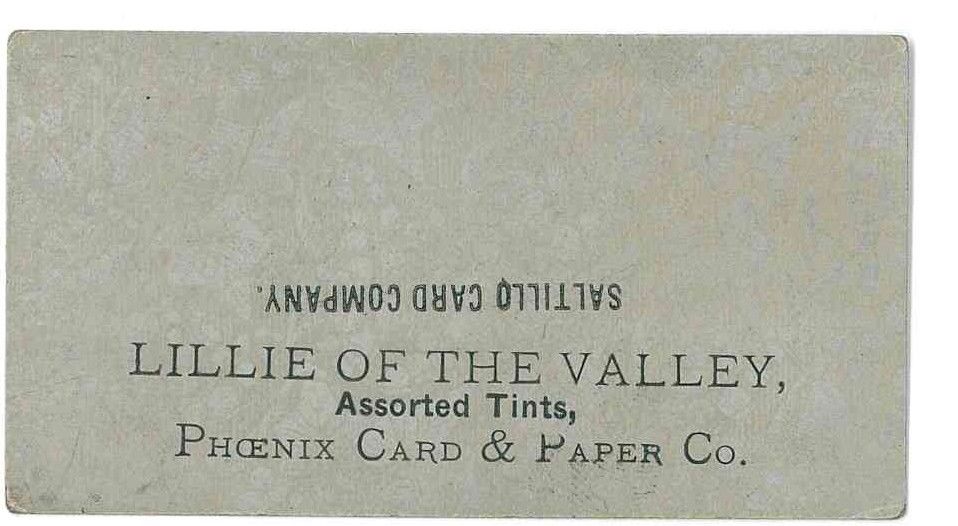 SALTILLO CARD COMPANY.
LILLIE OF THE VALLEY,
Assorted Tints,
PHŒNIX CARD & PAPER CO.